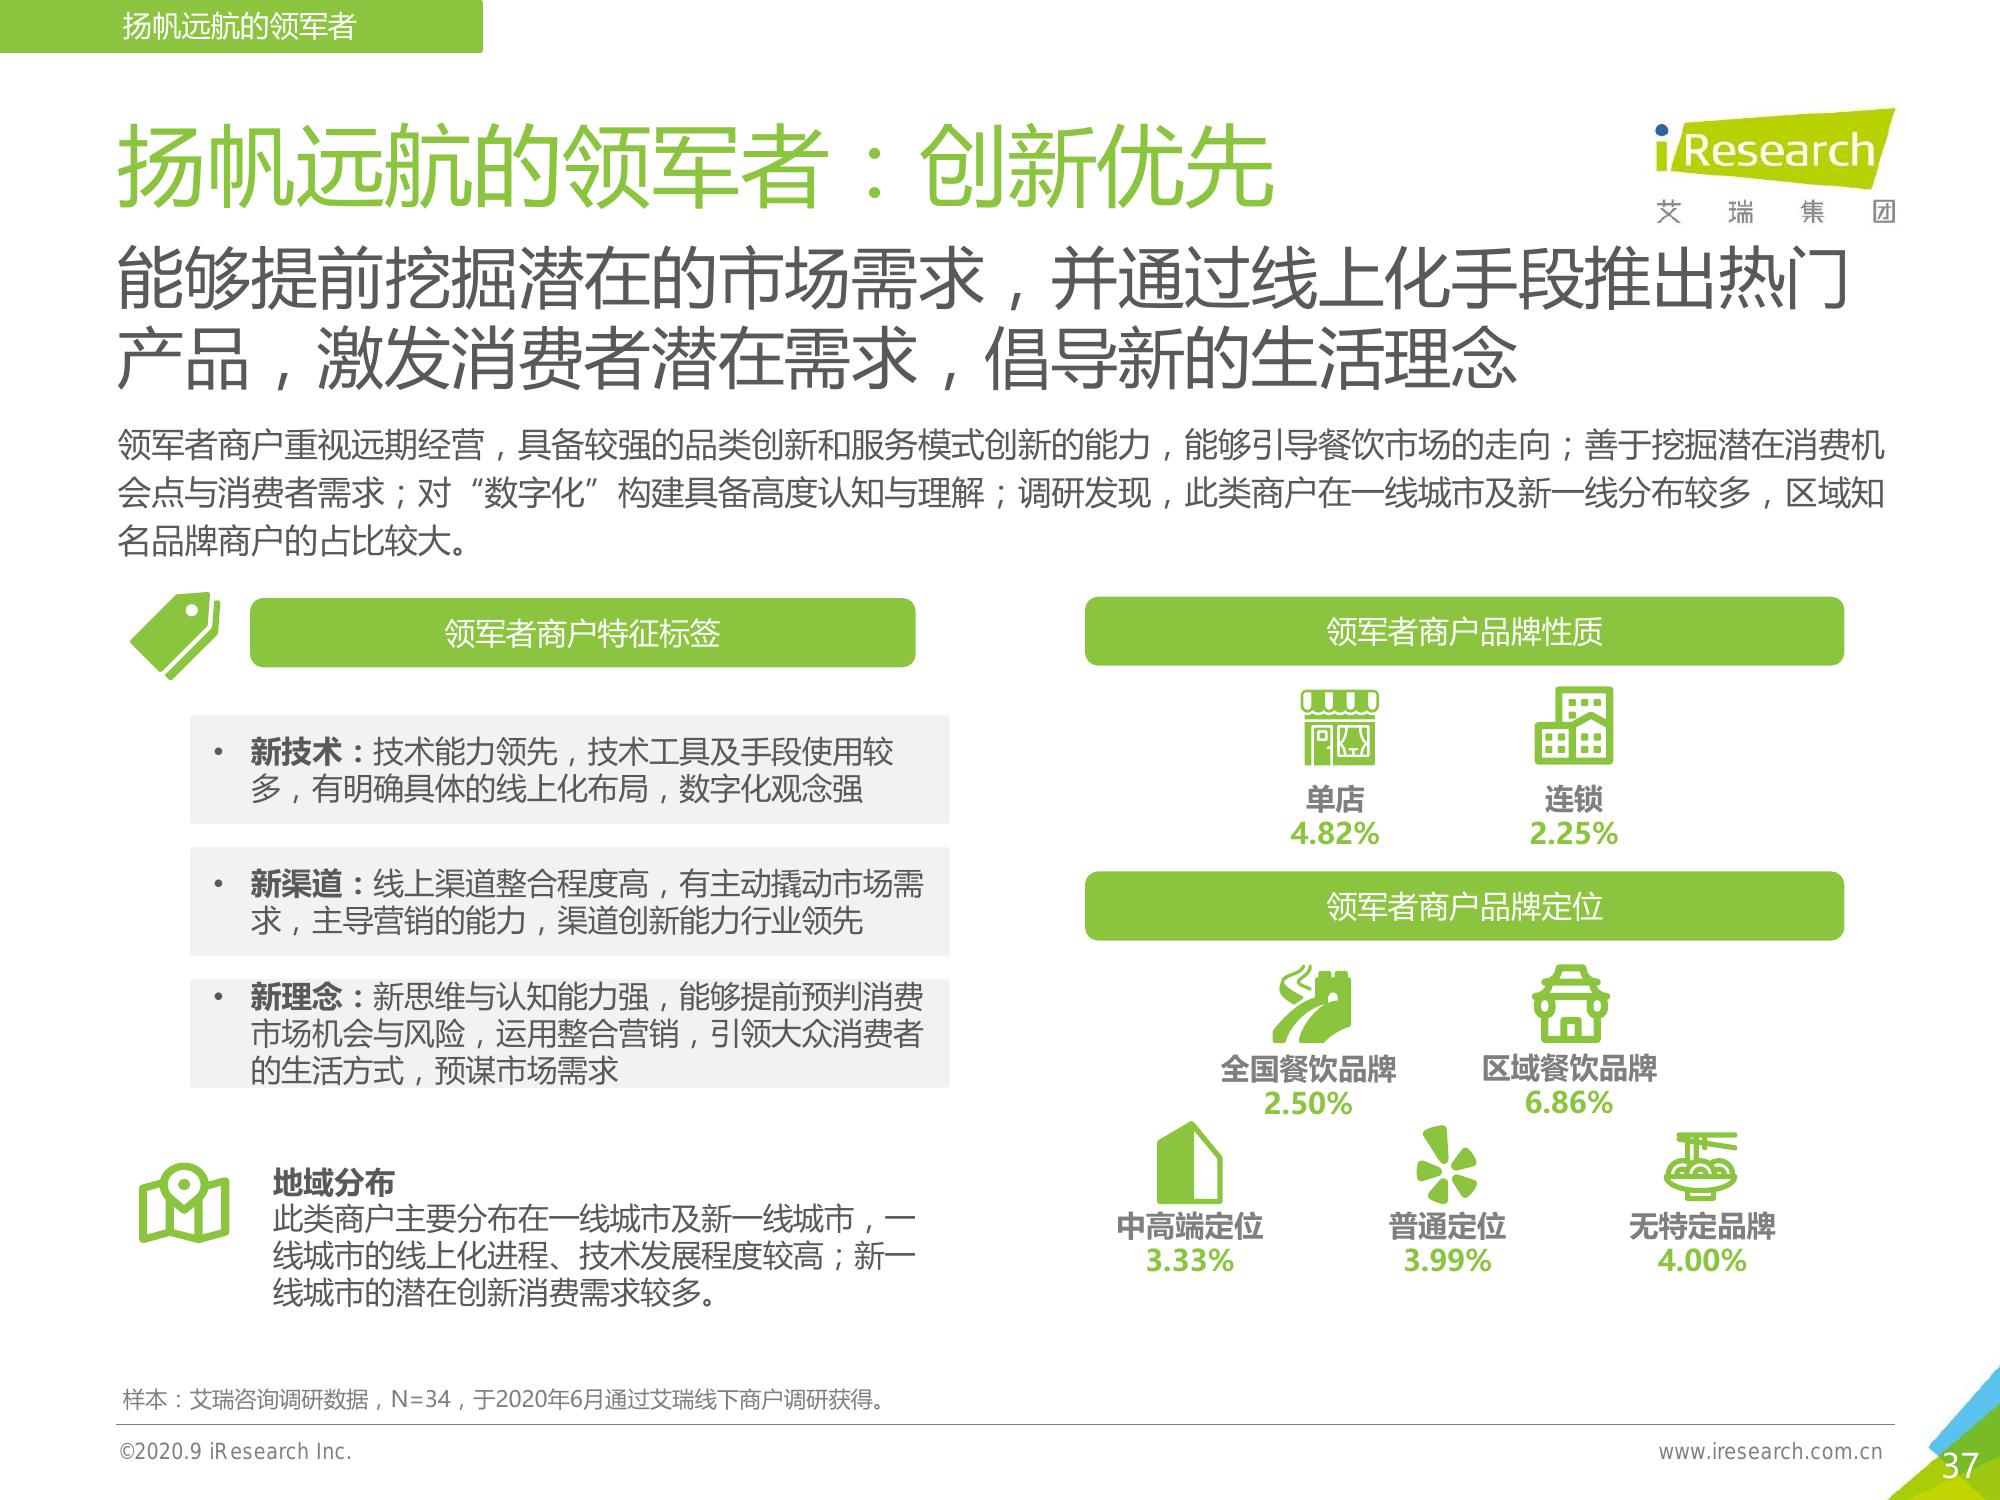 扬帆远航的领军者
扬帆远航的领军者：创新优先
iResearch
艾瑞集团
能够提前挖掘潜在的市场需求，并通过线上化手段推出热门
产品，激发消费者潜在需求，倡导新的生活理念
领军者商户重视远期经营，具备较强的品类创新和服务模式创新的能力，能够引导餐饮市场的走向；善于挖掘潜在消费机
会点与消费者需求；对“数字化”构建具备高度认知与理解；调研发现，此类商户在一线城市及新一线分布较多，区域知
名品牌商户的占比较大。
领军者商户特征标签
• 新技术：技术能力领先，技术工具及手段使用较
多，有明确具体的线上化布局，数字化观念强
• 新渠道：线上渠道整合程度高，有主动撬动市场需
求，主导营销的能力，渠道创新能力行业领先
• 新理念：新思维与认知能力强，能够提前预判消费
市场机会与风险，运用整合营销，引领大众消费者
的生活方式，预谋市场需求
地域分布
此类商户主要分布在一线城市及新一线城市，一
线城市的线上化进程、技术发展程度较高；新一
线城市的潜在创新消费需求较多。
领军者商户品牌性质
单店 连锁
4.82% 2.25%
领军者商户品牌定位
全国餐饮品牌 区域餐饮品牌
2.50% 6.86%
中高端定位 普通定位 无特定品牌
3.33% 3.99% 4.00%
样本：艾瑞咨询调研数据，N=34，于2020年6月通过艾瑞线下商户调研获得。
©2020.9 iResearch Inc.
www.iresearch.com.cn
37